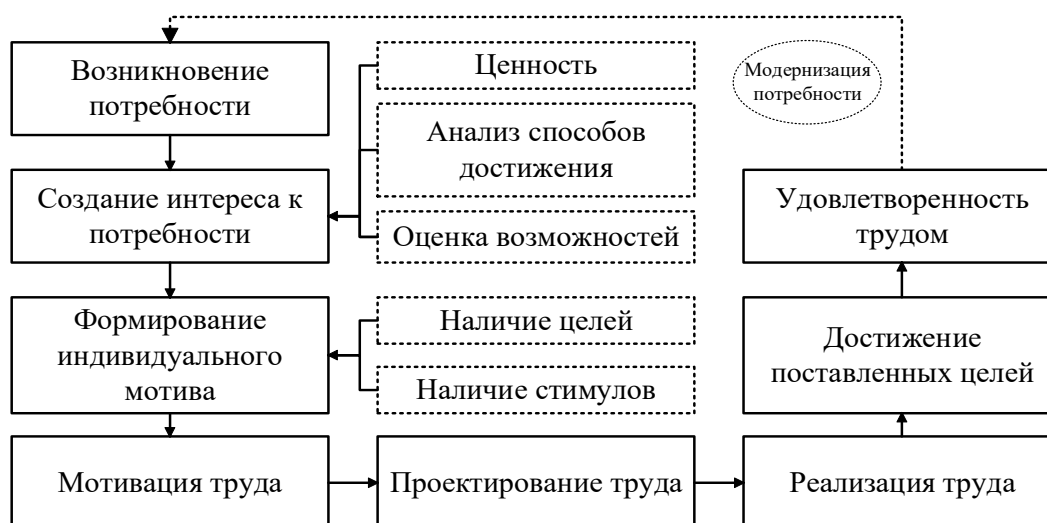 Возникновение
потребности
Ценность
Модернизация
потребности
Анализ способов
достижения
Создание интереса к
потребности
Удовлетворенность
трудом
Оценка возможностей
Формирование
индивидуального
мотива
Наличие целей
Достижение
поставленных целей
Наличие стимулов
Мотивация труда
Проектирование труда
Реализация труда